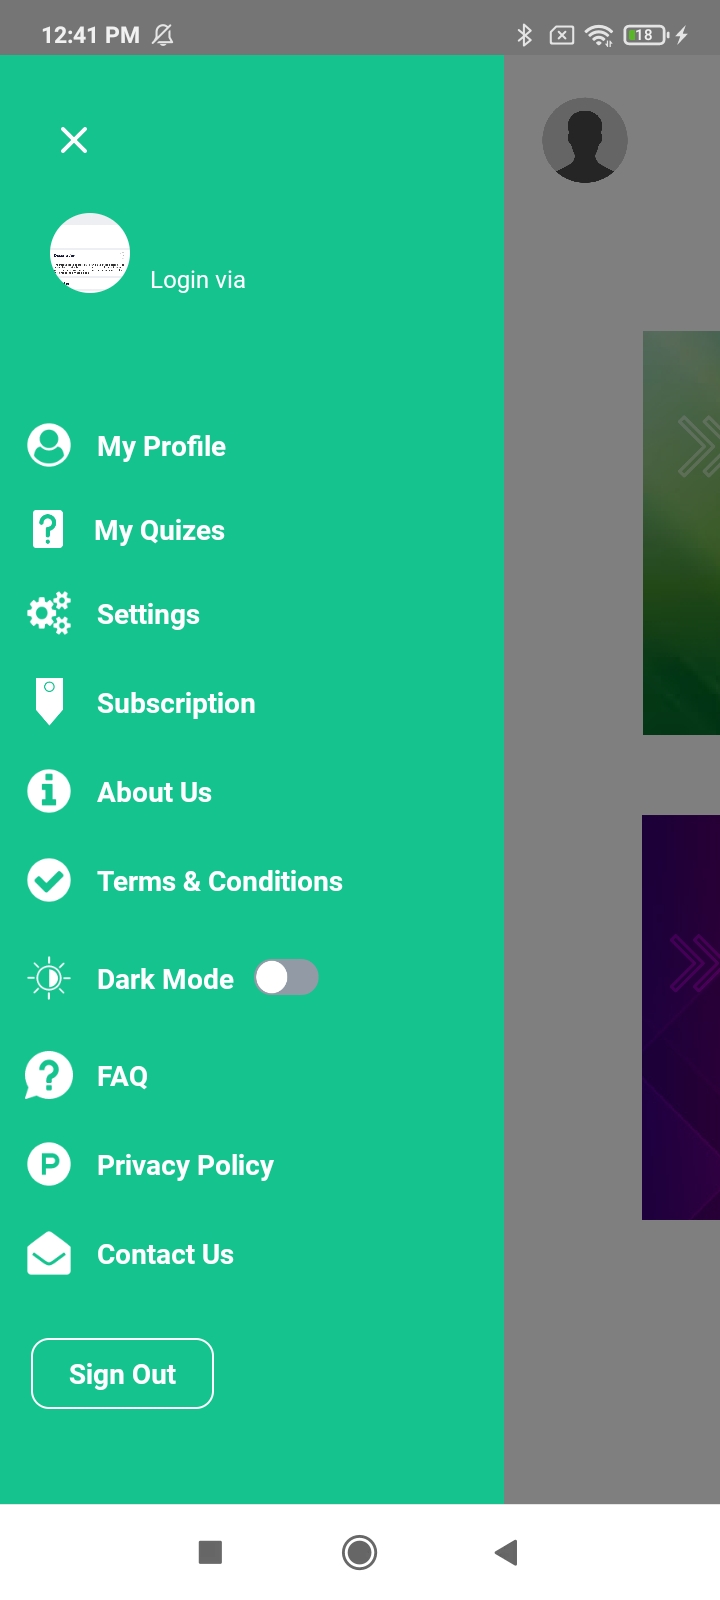 12:41 PM
18
Login via
My Profile
My Quizes
Settings
Subscription
About Us
Terms & Conditions
Dark Mode
FAQ
Privacy Policy
Contact Us
Sign Out